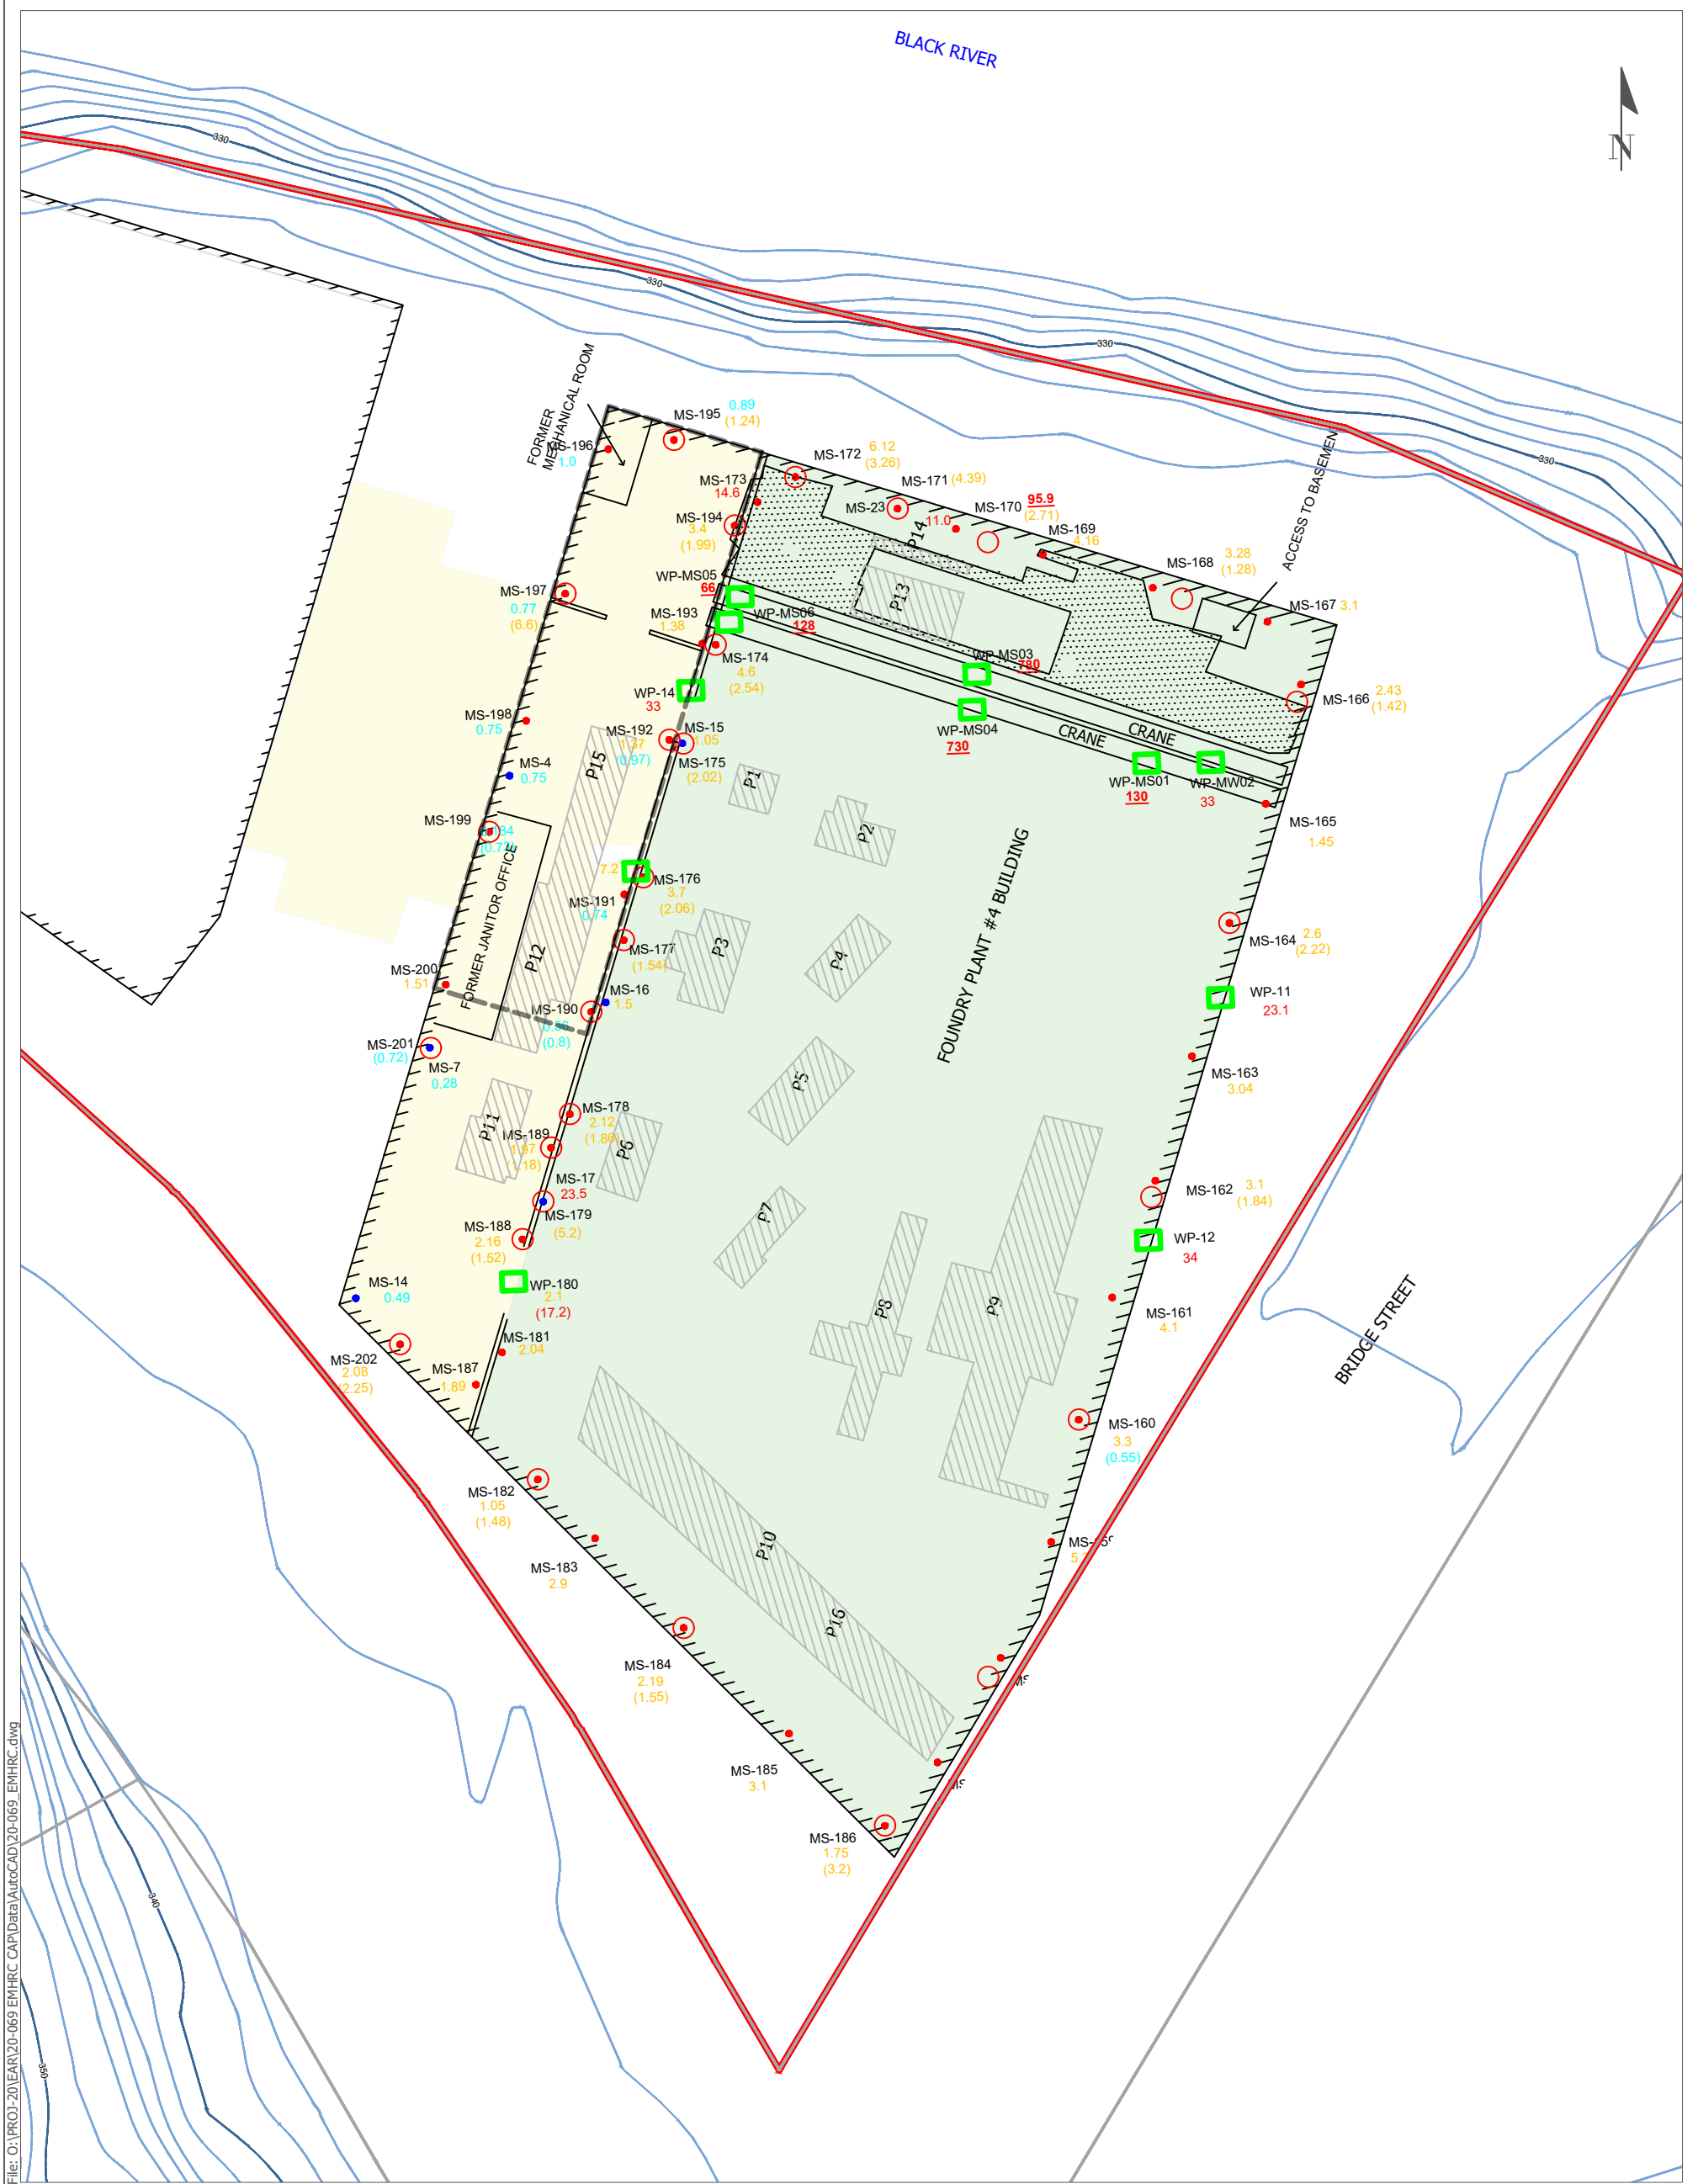 BLACK RIVER
N
330
330
330
330
FORMER
MECHANICAL ROOM
ACCESS TO BASEMEN
MS-195
0.89
(1.24)
MS-196
1.0
MS-172
6.12
(3.26)
MS-171 (4.39)
MS-173
14.6
MS-23
11.0
MS-170
95.9
(2.71)
MS-169
4.16
MS-194
3.4
(1.99)
P14
MS-168
3.28
(1.28)
MS-167 3.1
WP-MS05
66
MS-197
0.77
(6.6)
P13
MS-193
1.38
WP-MS06
128
MS-174
4.6
(2.54)
WP-MS03
780
WP-14
33
MS-166
2.43
(1.42)
MS-198
0.75
MS-192
1.37
(0.97)
MS-15
1.05
MS-175
(2.02)
WP-MS04
730
CRANE
CRANE
MS-4
0.75
P15
P1
WP-MS01
130
WP-MW02
33
MS-199
(0.73)
P2
MS-165
1.45
FOUNDRY PLANT #4 BUILDING
FORMER JANITOR OFFICE
7.2
MS-176
3.7
(2.06)
MS-191
0.74
MS-177
(1.54)
P12
P3
P4
MS-164
2.6
(2.22)
MS-200
1.51
MS-16
1.5
MS-190
0.56
(0.8)
WP-11
23.1
MS-201
(0.72)
MS-7
0.28
P5
MS-163
3.04
MS-178
2.12
(1.86)
P11
MS-189
1.97
(1.18)
P6
MS-17
23.5
MS-179
(5.2)
MS-162
3.1
(1.84)
P7
MS-188
2.16
(1.52)
WP-12
34
WP-180
2.1
(17.2)
MS-14
0.49
P8
P9
MS-161
4.1
BRIDGE STREET
MS-181
2.04
MS-202
2.08
(2.25)
MS-187
1.89
MS-160
3.3
(0.55)
MS-182
1.05
(1.48)
P10
MS-183
2.9
P16
MS-184
2.19
(1.55)
MS-185
3.1
MS-186
1.75
(3.2)
340
350
File: O:\PROJ-20\EAR\20-069 EMHRC CAP\Data\AutoCAD\20-069_EMHRC.dwg